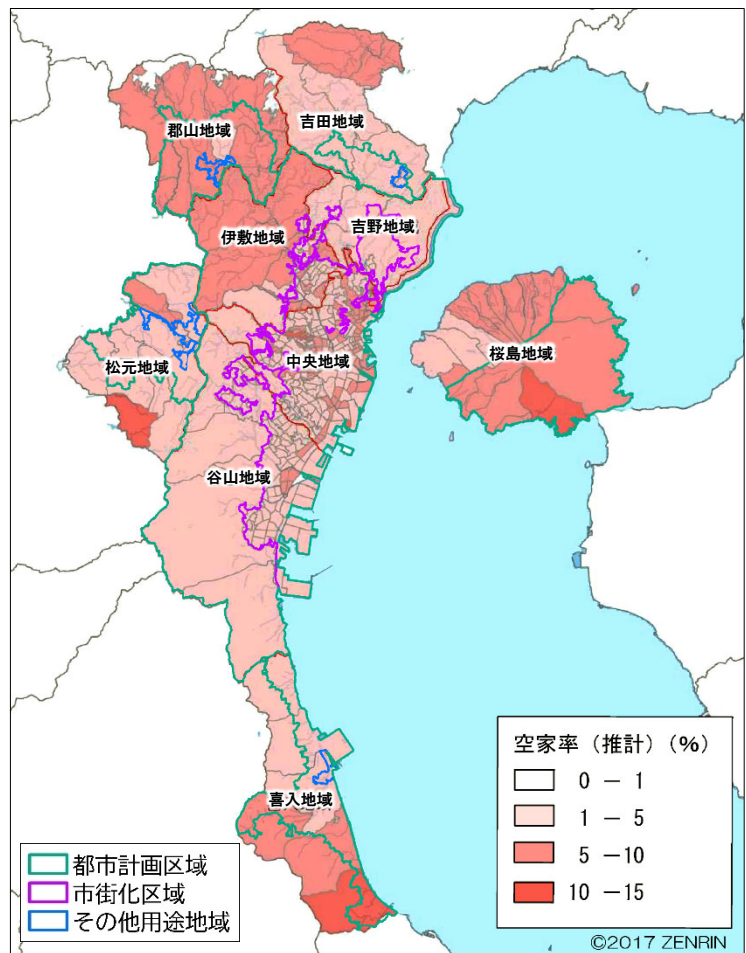 吉田地域
郡山地域
伊敷地域
吉野地域
松元地域
中央地域
桜島地域
谷山地域
喜入地域
空家率（推計）（%）
0 － 1
1 － 5
5 －10
10 －15
都市計画区域
市街化区域
その他用途地域
©2017 ZENRIN